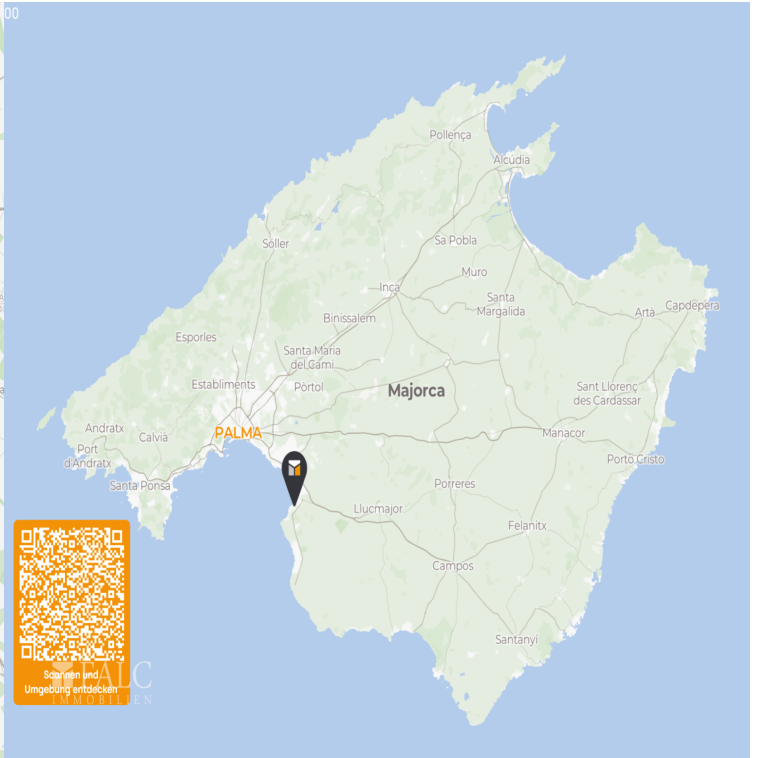 00
Pollença
Alcúdia
Sóller
Sa Pobla
Muro
Inca
Santa
Margalida
Artà
Capdepera
Binissalem
Esporles
Santa Maria
del Camí
Establiments
Pòrtol
Majorca
Sant Llorenç
des Cardassar
Andratx
Calvià
PALMA
Manacor
Port
d'Andratx
Porto Cristo
Santa Ponsa
Porreres
Llucmajor
Felanitx
Campos
Santanyí
Scannen und
Umgebung entdecken
FALC
IMMOBILIEN